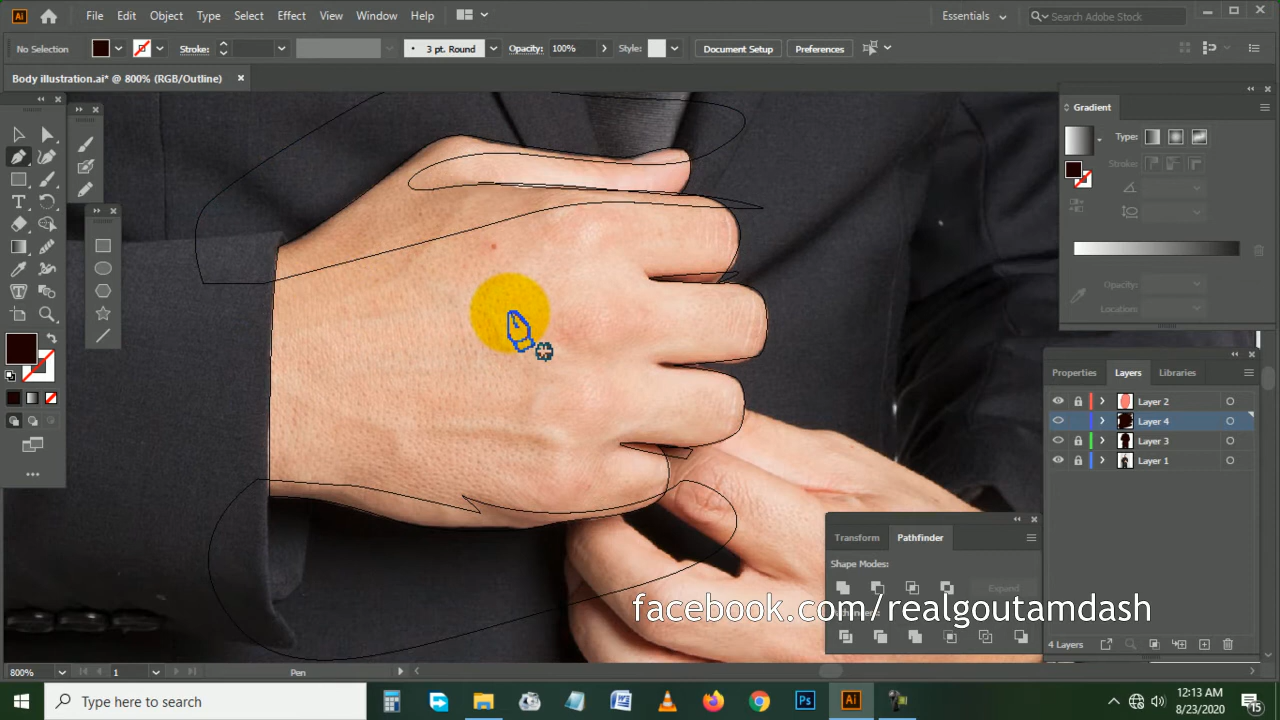 Ai File Edit Object Type Select Effect View Window Help Essentials Search Adobe Stock
No Selection Stroke: 3 pt. Round Opacity: 100% Style: Document Setup Preferences
Body illustration.ai* @ 800% (RGB/Outline)
Gradient
Type:
Stroke:
Opacity:
Location:
Properties Layers Libraries
Layer 2
Layer 4
Layer 3
Layer 1
Transform Pathfinder
Shape Modes:
Expand
Pathfinders:
facebook.com/realgoutamdash
4 Layers
800% 1 Pen
Type here to search
W Ps Ai
12:13 AM
8/23/2020
15